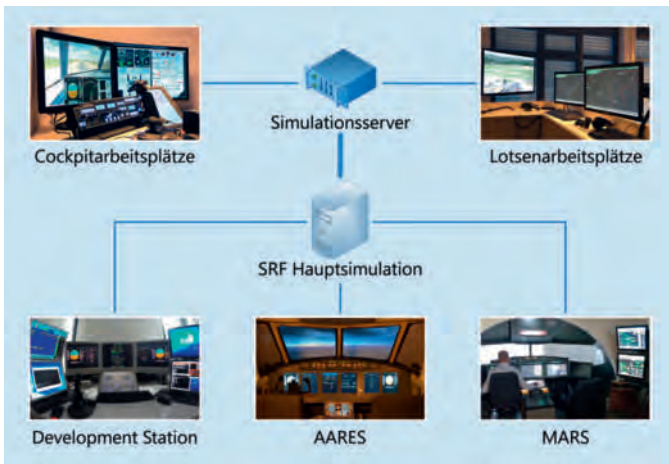 Simulationsserver
Cockpitarbeitsplätze
Lotsenarbeitsplätze
SRF Hauptsimulation
Development Station
AARES
MARS